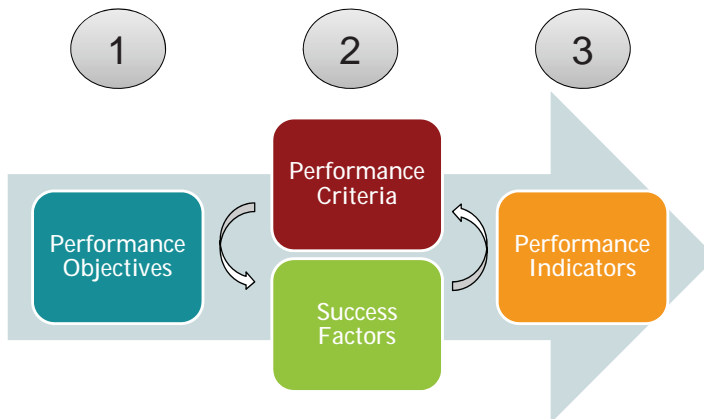 1
2
3
Performance
Objectives
Performance
Criteria
Success
Factors
Performance
Indicators